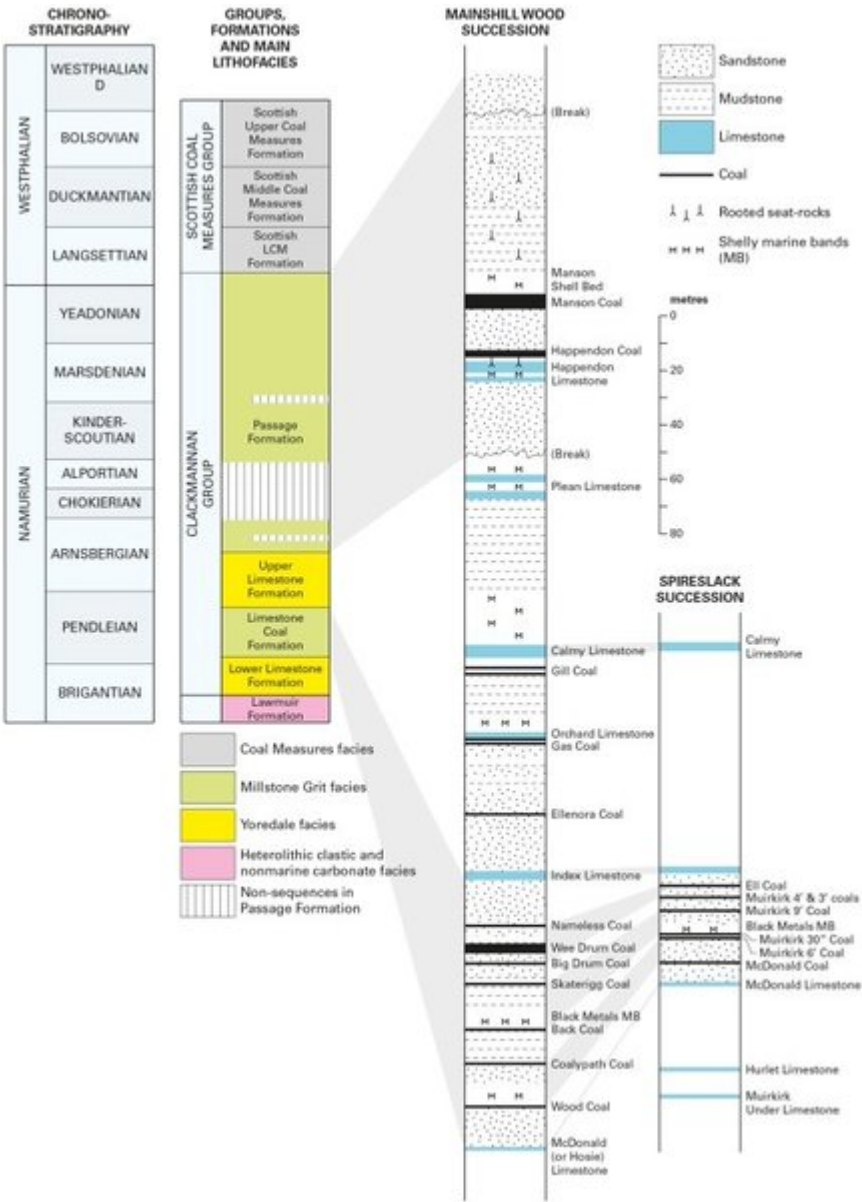 CHRONO-
STRATIGRAPHY
WESTPHALIAN
WESTPHALIAN
D
BOLSOVIAN
DUCKMANTIAN
LANGSETTIAN
NAMURIAN
YEADONIAN
MARSDENIAN
KINDER-
SCOUTIAN
ALPORTIAN
CHOKIERIAN
ARNSBERGIAN
PENDLEIAN
BRIGANTIAN
GROUPS,
FORMATIONS
AND MAIN
LITHOFACIES
SCOTTISH COAL
MEASURES GROUP
Scottish
Upper Coal
Measures
Formation
Scottish
Middle Coal
Measures
Formation
Scottish
LCM
Formation
CLACKMANNAN
GROUP
Passage
Formation
Upper
Limestone
Formation
Limestone
Coal
Formation
Lower Limestone
Formation
Lawmuir
Formation
Coal Measures facies
Millstone Grit facies
Yoredale facies
Heterolithic clastic and
nonmarine carbonate facies
Non-sequences in
Passage Formation
MAINSHILL WOOD
SUCCESSION
(Break)
Manson
Shell Bed
Manson Coal
Happendon Coal
Happendon
Limestone
(Break)
Plean Limestone
Calmy Limestone
Gill Coal
Orchard Limestone
Gas Coal
Ellenora Coal
Index Limestone
Nameless Coal
Wee Drum Coal
Big Drum Coal
Skaterigg Coal
Black Metals MB
Back Coal
Coalypath Coal
Wood Coal
McDonald
(or Hosie)
Limestone
Sandstone
Mudstone
Limestone
Coal
Rooted seat-rocks
Shelly marine bands
(MB)
metres
0
20
40
60
80
SPIRESLACK
SUCCESSION
Calmy
Limestone
Ell Coal
Muirkirk 4' & 3' coals
Muirkirk 9' Coal
Black Metals MB
Muirkirk 30" Coal
Muirkirk 6' Coal
McDonald Coal
McDonald Limestone
Hurlet Limestone
Muirkirk
Under Limestone